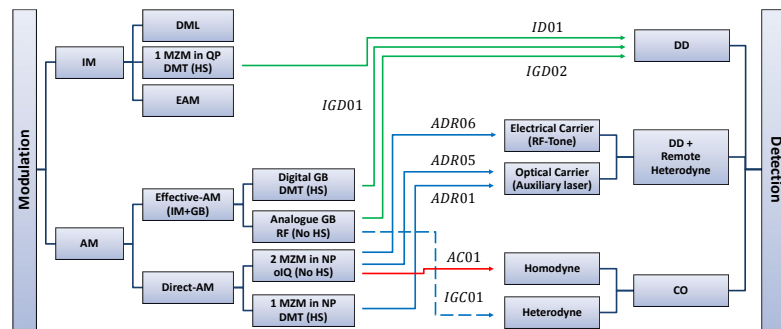 Modulation
IM
AM
DML
1 MZM in QP
DMT (HS)
EAM
Effective-AM
(IM+GB)
Direct-AM
Digital GB
DMT (HS)
Analogue GB
RF (No HS)
2 MZM in NP
oIQ (No HS)
1 MZM in NP
DMT (HS)
ID01
IGD01
IGD02
ADR06
ADR05
ADR01
AC01
IGC01
Electrical Carrier
(RF-Tone)
Optical Carrier
(Auxiliary laser)
Homodyne
Heterodyne
DD
DD +
Remote
Heterodyne
CO
Detection